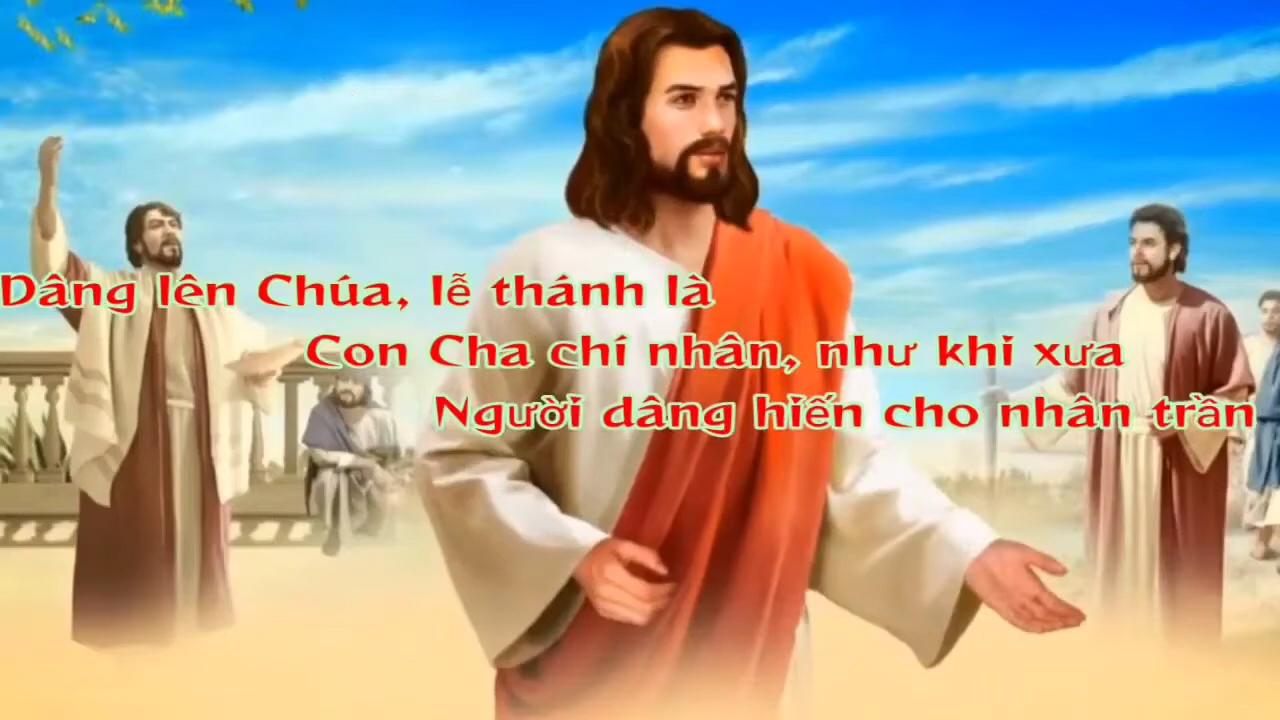 Dâng lên Chúa, lễ thánh là
Con Cha chí nhân, như khi xưa
Người dâng hiến cho nhân trần